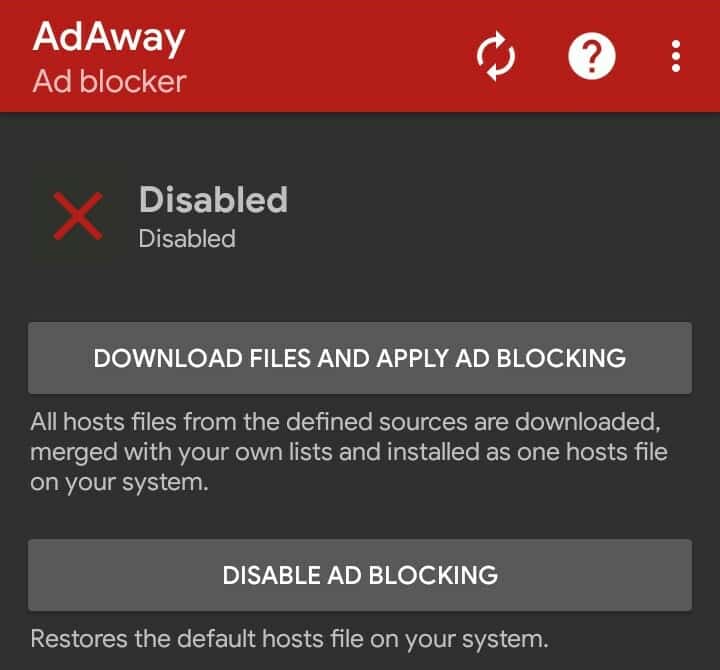 AdAway
Ad blocker
?
Disabled
Disabled
DOWNLOAD FILES AND APPLY AD BLOCKING
All hosts files from the defined sources are downloaded,
merged with your own lists and installed as one hosts file
on your system.
DISABLE AD BLOCKING
Restores the default hosts file on your system.